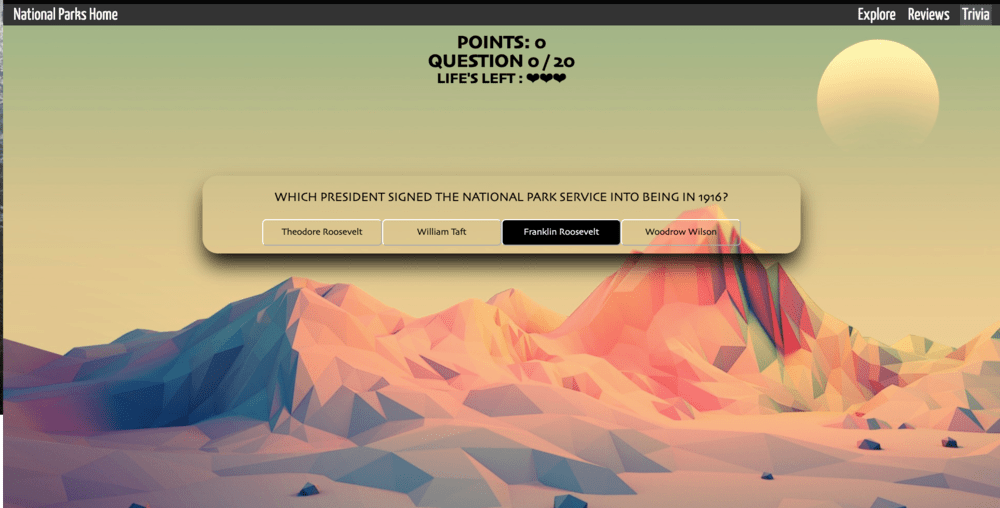 National Parks Home Explore Reviews Trivia
POINTS: 0
QUESTION 0 / 20
LIFE'S LEFT : ❤❤❤
WHICH PRESIDENT SIGNED THE NATIONAL PARK SERVICE INTO BEING IN 1916?
Theodore Roosevelt William Taft Franklin Roosevelt Woodrow Wilson